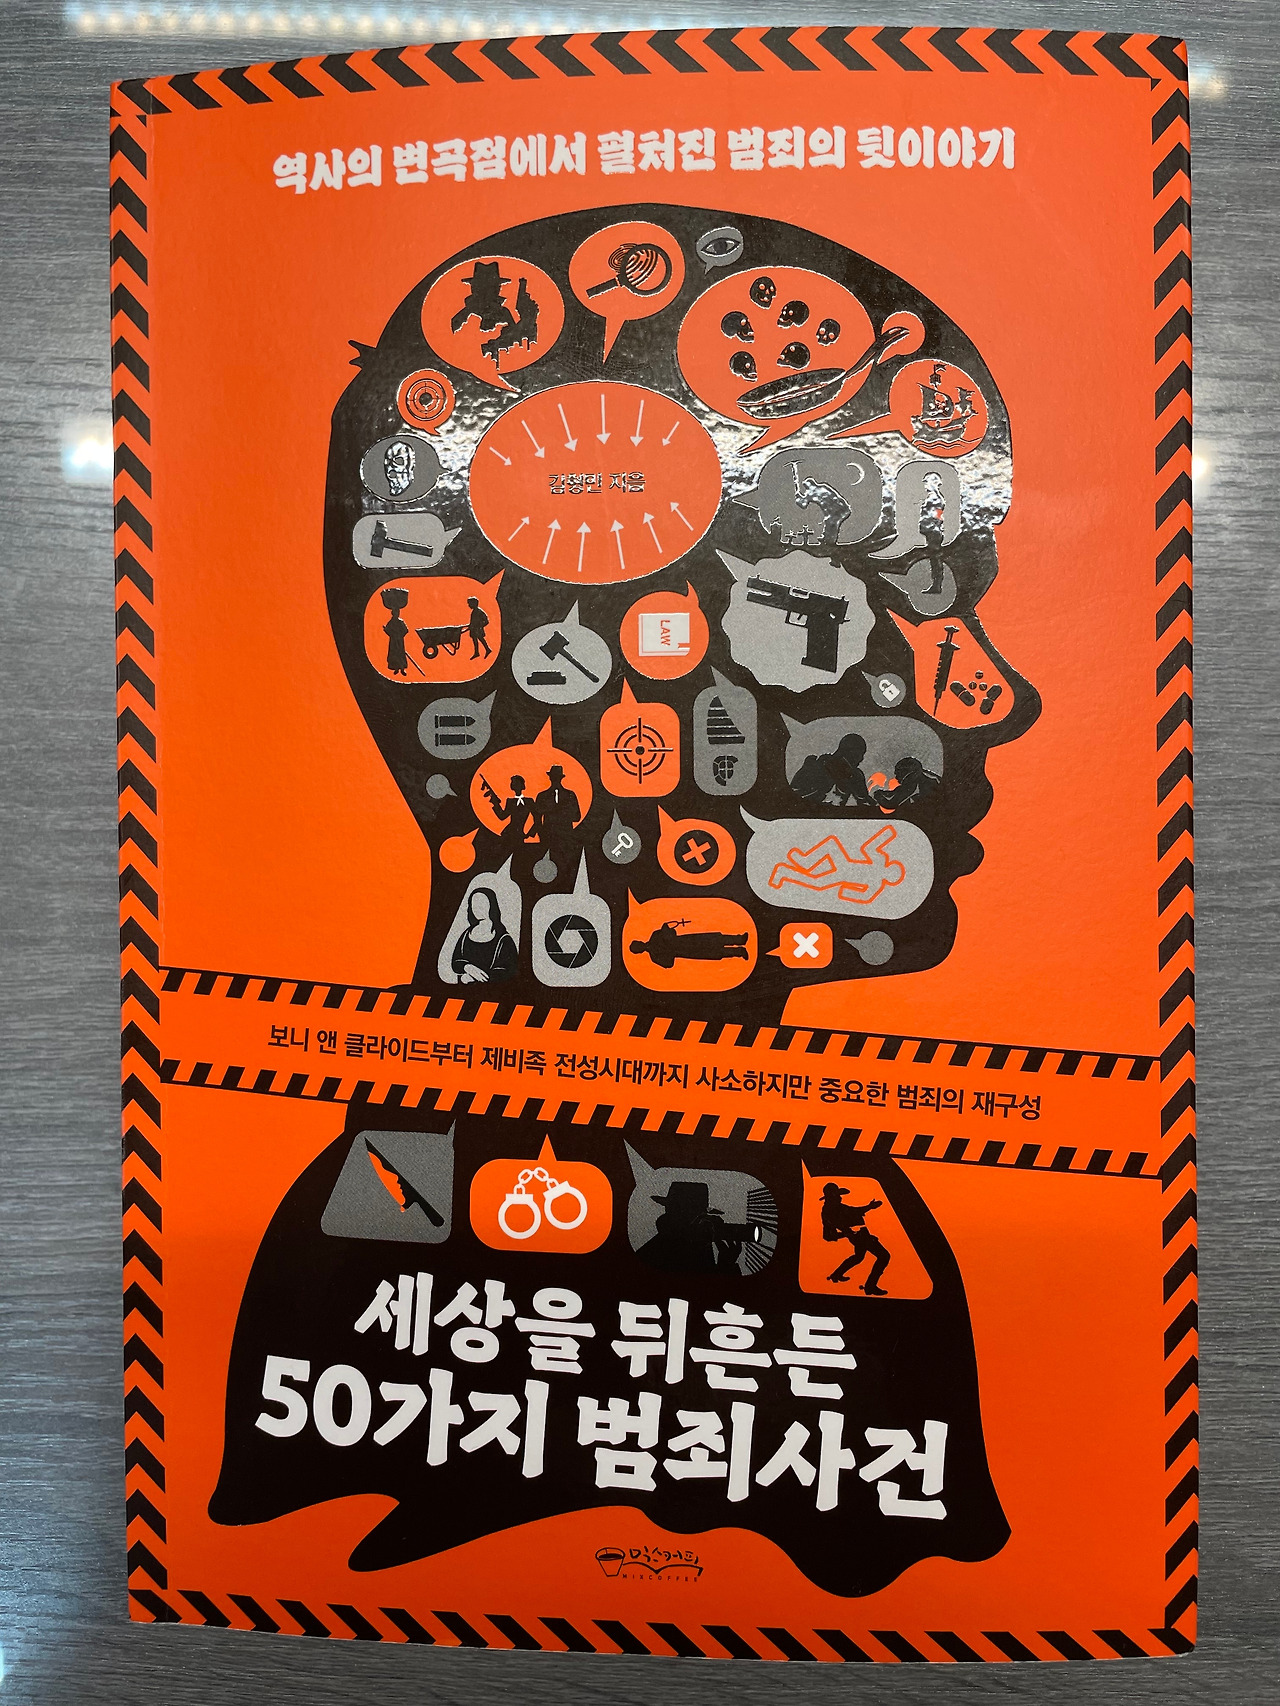 역사의 변곡점에서 펼쳐진 범죄의 뒷이야기
김형민 지음
LAW
보니 앤 클라이드부터 제비족 전성시대까지 사소하지만 중요한 범죄의 재구성
세상을 뒤흔든
50가지 범죄사건
믹스커피
MIXCOFFEE